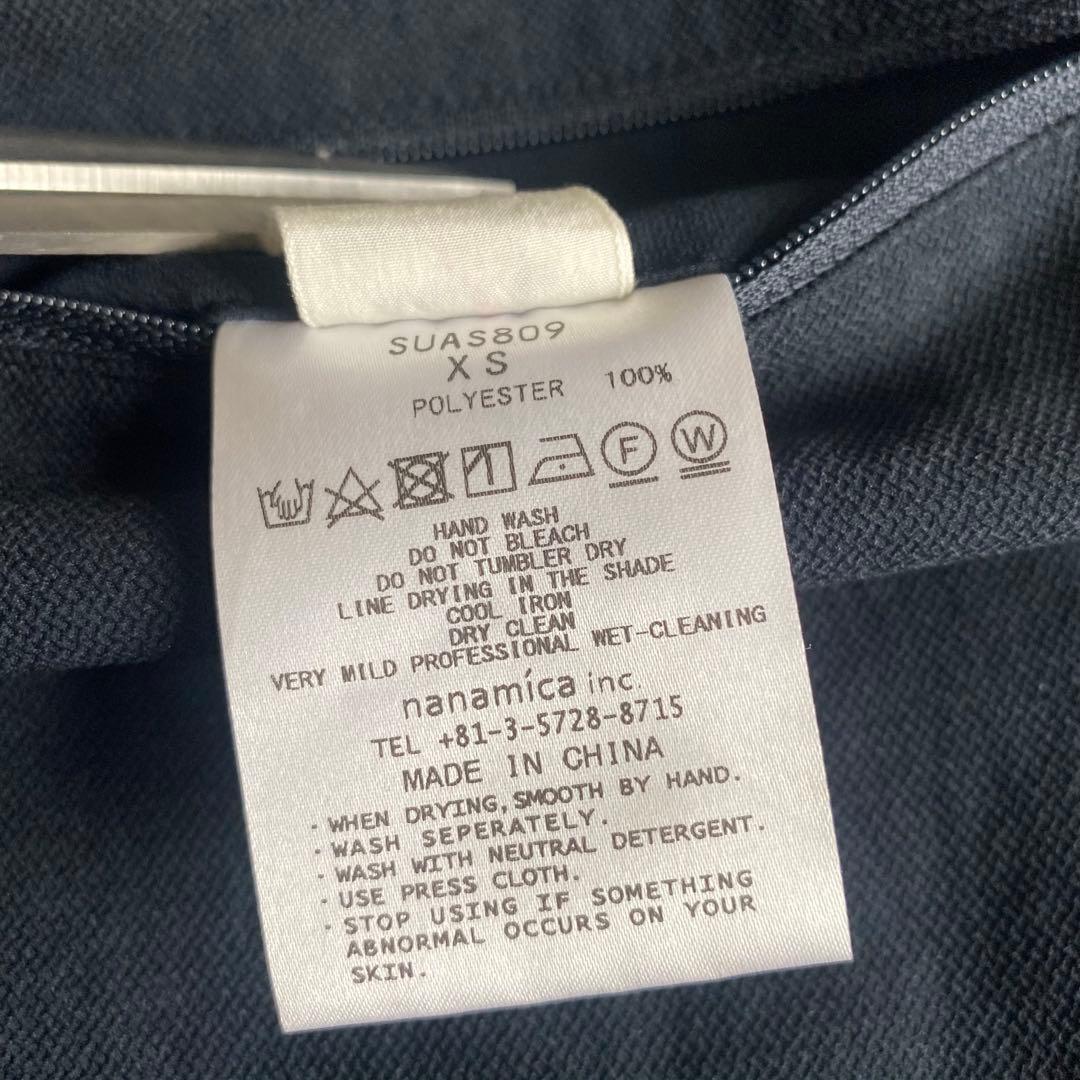 SUAS809
XS
POLYESTER 100%
F W
HAND WASH
DO NOT BLEACH
DO NOT TUMBLER DRY
LINE DRYING IN THE SHADE
COOL IRON
DRY CLEAN
VERY MILD PROFESSIONAL WET-CLEANING
nanamíca inc.
TEL +81-3-5728-8715
MADE IN CHINA
・WHEN DRYING,SMOOTH BY HAND.
・WASH SEPERATELY.
・WASH WITH NEUTRAL DETERGENT.
・USE PRESS CLOTH.
・STOP USING IF SOMETHING
ABNORMAL OCCURS ON YOUR
SKIN.